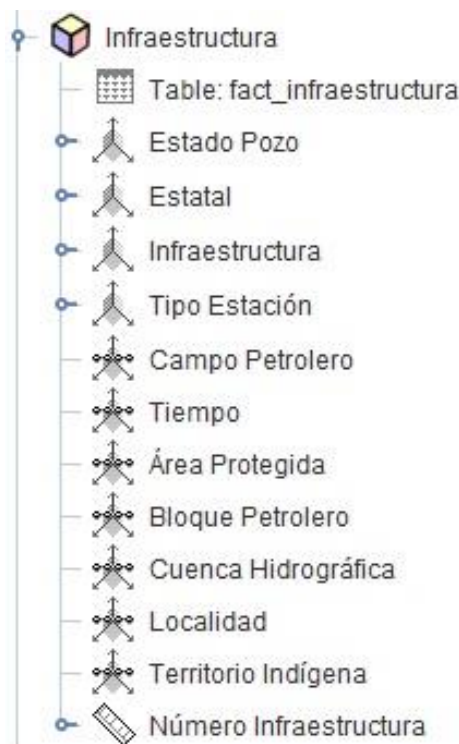 Infraestructura
Table: fact_infraestructura
Estado Pozo
Estatal
Infraestructura
Tipo Estación
Campo Petrolero
Tiempo
Área Protegida
Bloque Petrolero
Cuenca Hidrográfica
Localidad
Territorio Indígena
Número Infraestructura